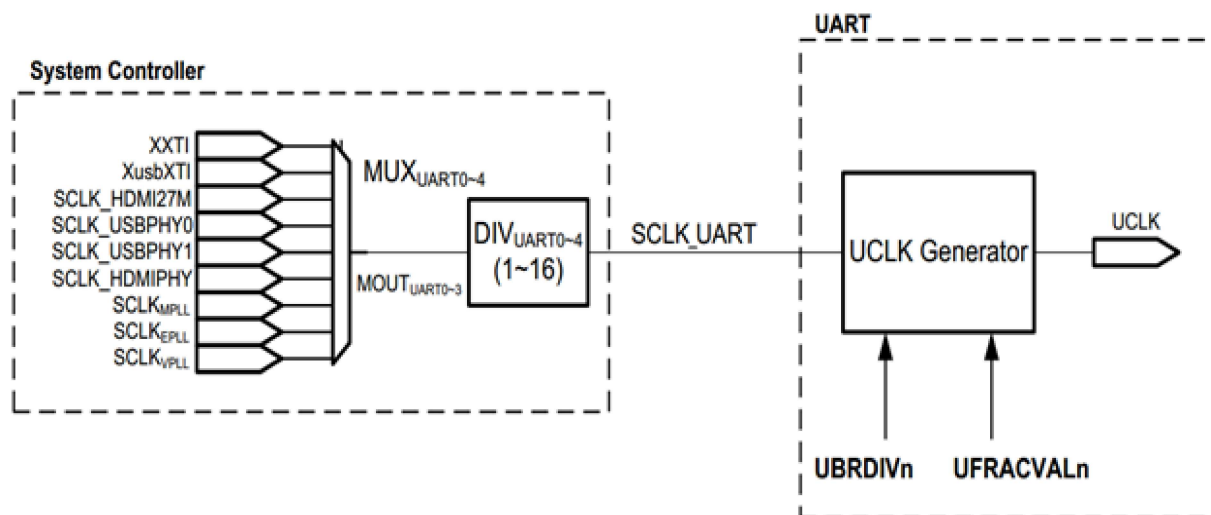 UART
System Controller
XXTI
XusbXTI
SCLK_HDMI27M
SCLK_USBPHY0
SCLK_USBPHY1
SCLK_HDMIPHY
SCLKMPLL
SCLKEPLL
SCLKVPLL
MUXUART0~4
MOUTUART0~3
DIVUART0~4
(1~16)
SCLK_UART
UCLK Generator
UCLK
UBRDIVn
UFRACVALn